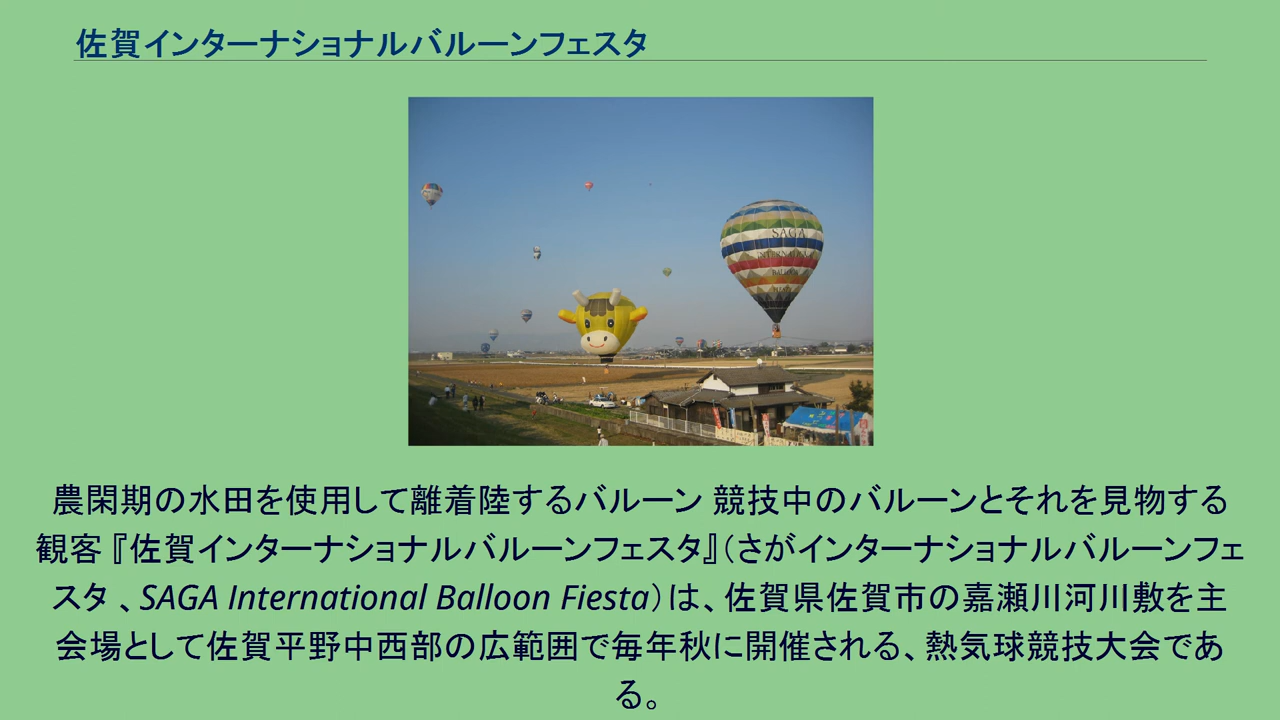 佐賀インターナショナルバルーンフェスタ
SAGA
INTERNATIONAL
BALLOON
FIESTA
農閑期の水田を使用して離着陸するバルーン 競技中のバルーンとそれを見物する
観客『佐賀インターナショナルバルーンフェスタ』（さがインターナショナルバルーンフェ
スタ 、SAGA International Balloon Fiesta）は、佐賀県佐賀市の嘉瀬川河川敷を主
会場として佐賀平野中西部の広範囲で毎年秋に開催される、熱気球競技大会であ
る。